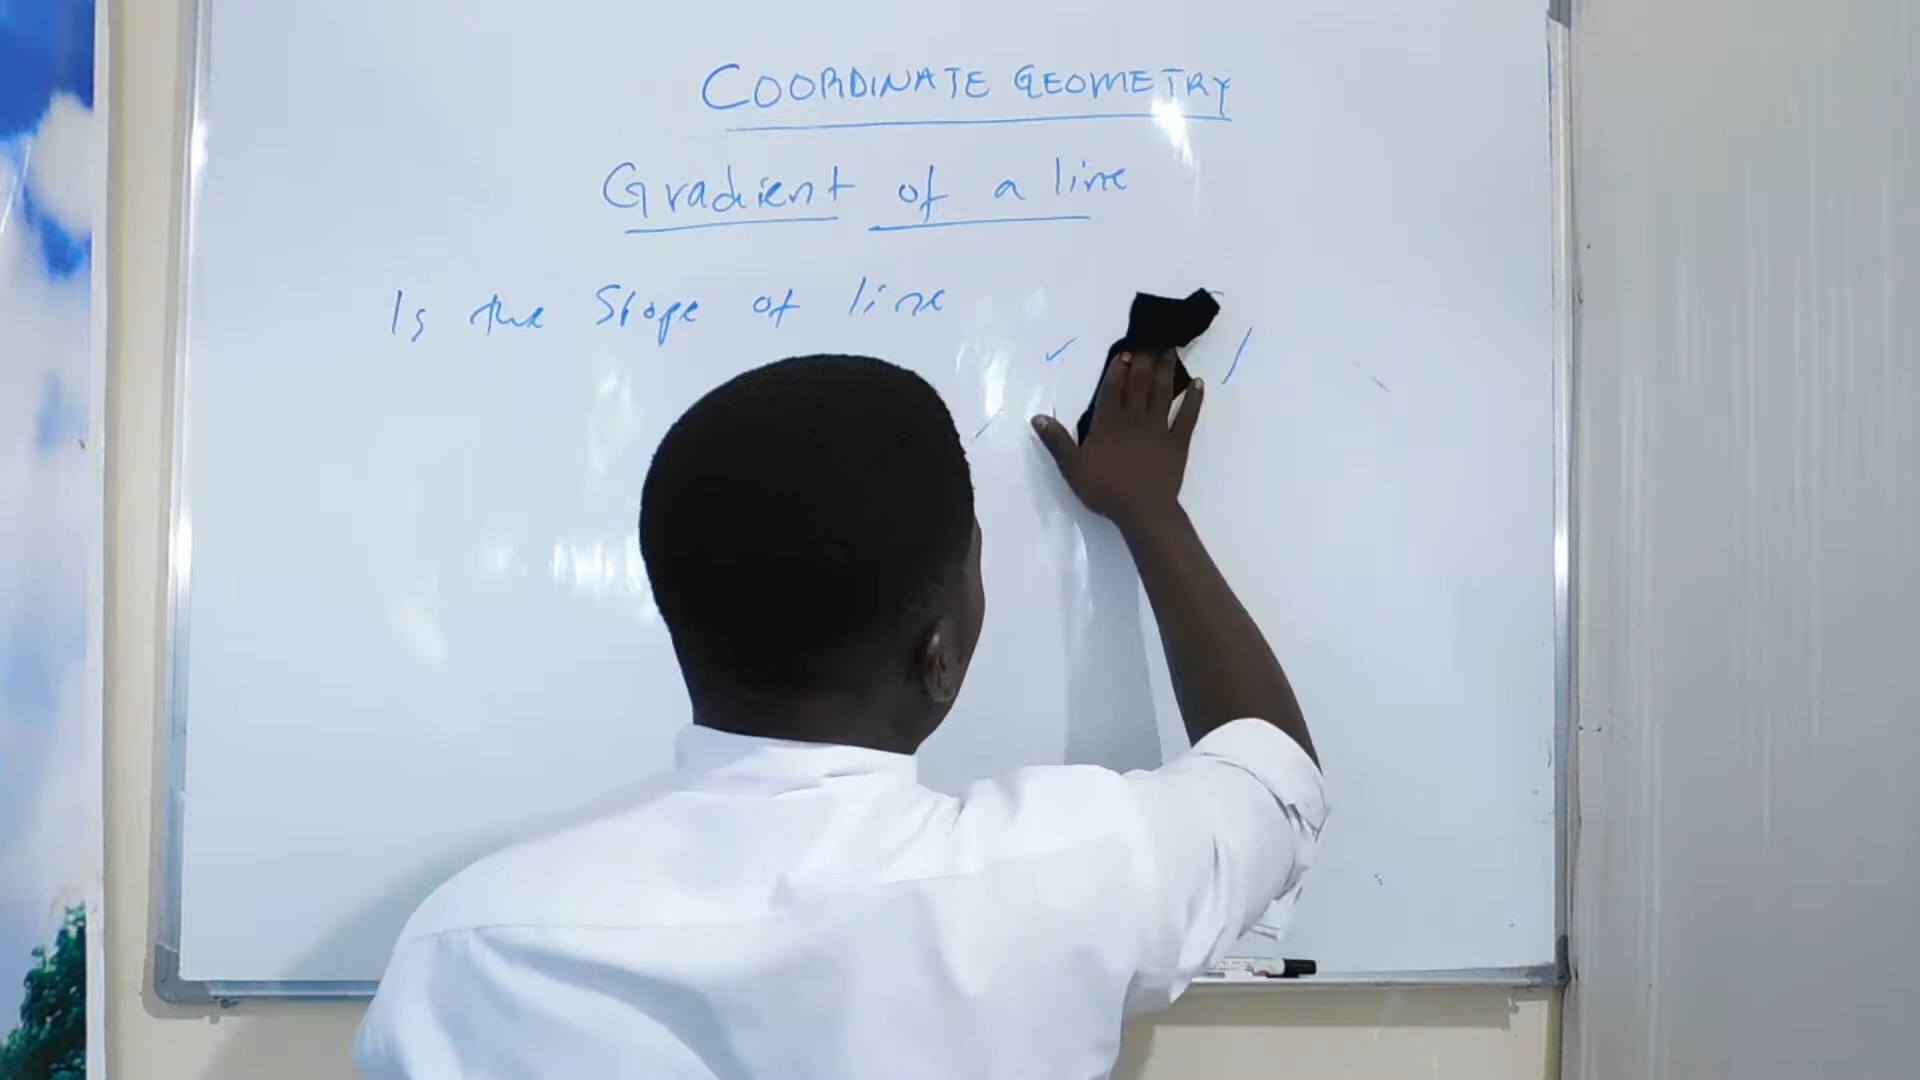 COORDINATE GEOMETRY
Gradient of a line
Is the Slope of line